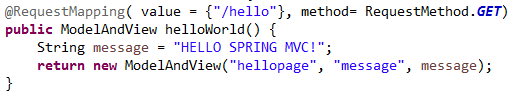 @RequestMapping( value = {"/hello"}, method= RequestMethod.GET)
public ModelAndView helloWorld() {
    String message = "HELLO SPRING MVC!";
    return new ModelAndView("hellopage", "message", message);
}